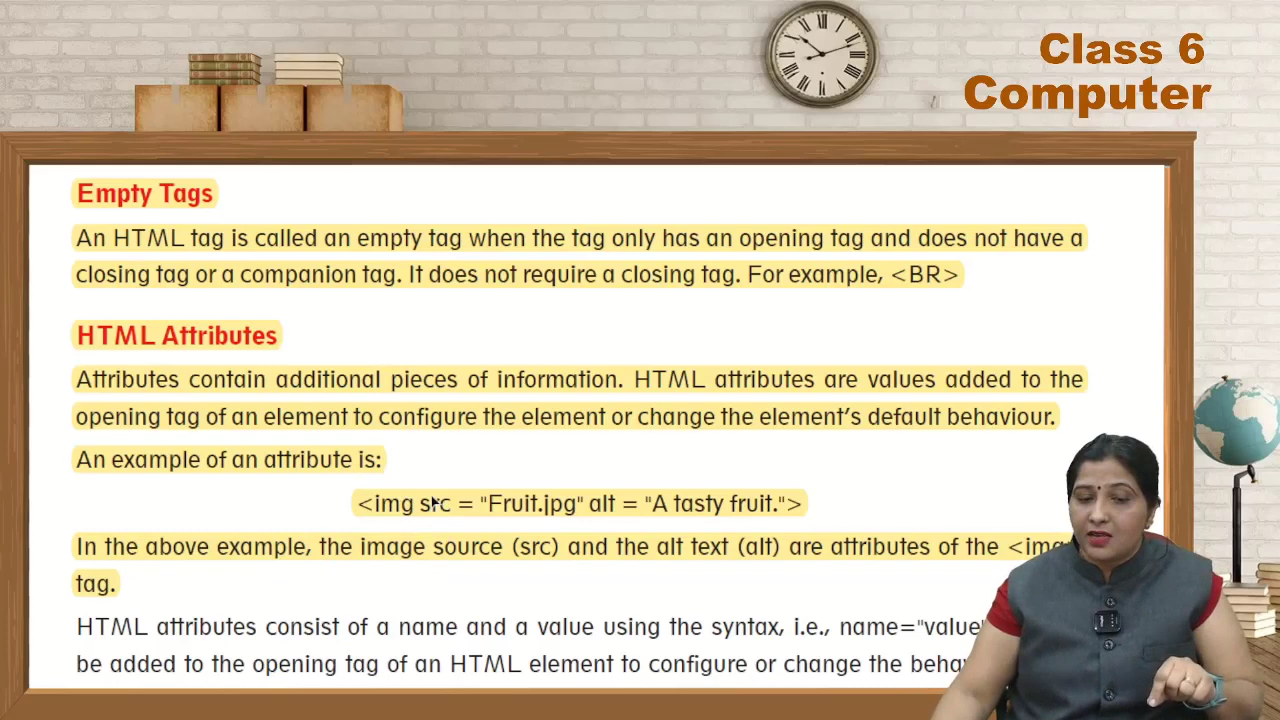 Class 6
Computer
Empty Tags
An HTML tag is called an empty tag when the tag only has an opening tag and does not have a
closing tag or a companion tag. It does not require a closing tag. For example, <BR>
HTML Attributes
Attributes contain additional pieces of information. HTML attributes are values added to the
opening tag of an element to configure the element or change the element's default behaviour.
An example of an attribute is:
<img src = "Fruit.jpg" alt = "A tasty fruit.">
In the above example, the image source (src) and the alt text (alt) are attributes of the
tag.
HTML attributes consist of a name and a value using the syntax, i.e., name="value
be added to the opening tag of an HTML element to configure or change the